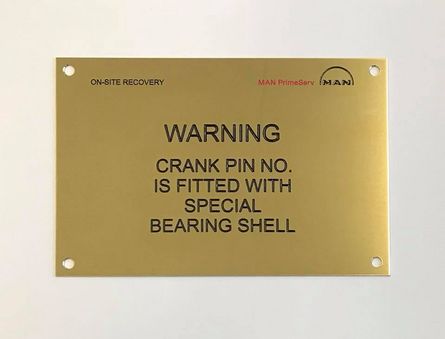 ON-SITE RECOVERY MAN PrimeServ MAN
WARNING
CRANK PIN NO.
IS FITTED WITH
SPECIAL
BEARING SHELL